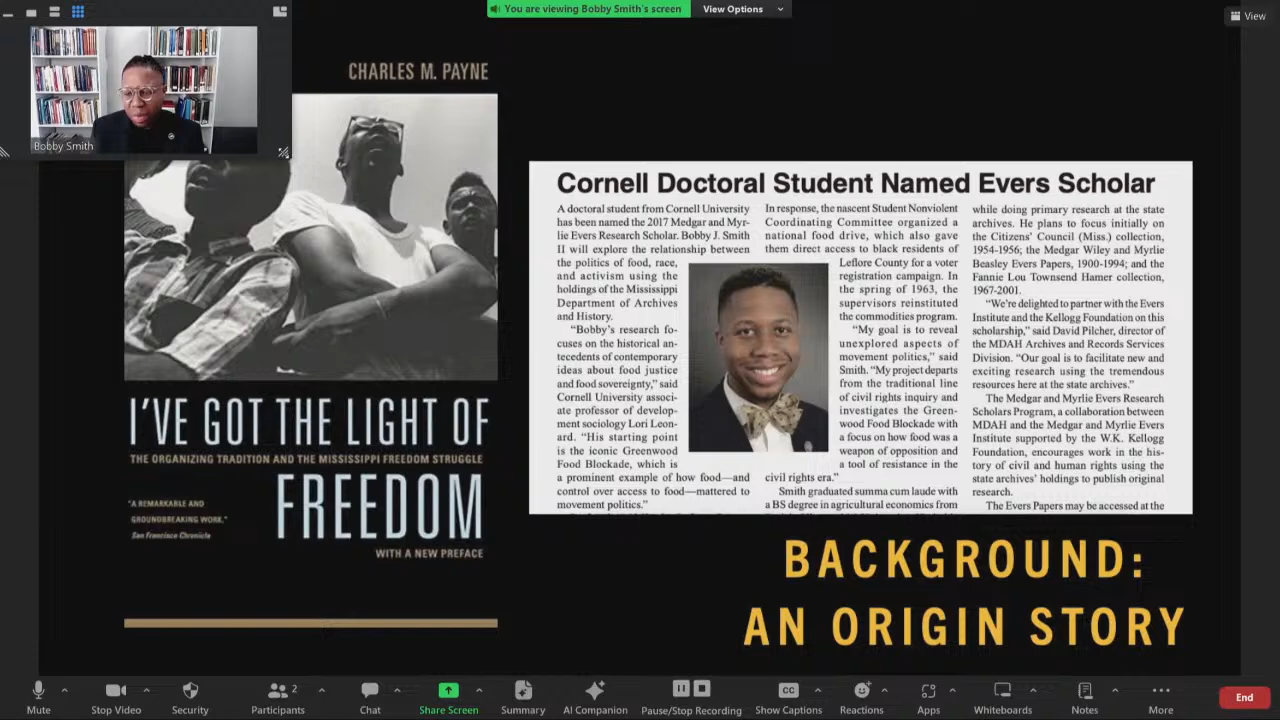 You are viewing Bobby Smith's screen
View Options
View
Bobby Smith
CHARLES M. PAYNE
I'VE GOT THE LIGHT OF
THE ORGANIZING TRADITION AND THE MISSISSIPPI FREEDOM STRUGGLE
FREEDOM
"A REMARKABLE AND
GROUNDBREAKING WORK."
San Francisco Chronicle
WITH A NEW PREFACE
Cornell Doctoral Student Named Evers Scholar
A doctoral student from Cornell University
has been named the 2017 Medgar and Myr-
lie Evers Research Scholar. Bobby J. Smith
II will explore the relationship between
the politics of food, race,
and activism using the
holdings of the Mississippi
Department of Archives
and History.
"Bobby's research fo-
cuses on the historical an-
tecedents of contemporary
ideas about food justice
and food sovereignty," said
Cornell University associ-
ate professor of develop-
ment sociology Lori Leon-
ard. "His starting point
is the iconic Greenwood
Food Blockade, which is
a prominent example of how food—and
control over access to food—mattered to
movement politics."
In response, the nascent Student Nonviolent
Coordinating Committee organized a
national food drive, which also gave
them direct access to black residents of
Leflore County for a voter
registration campaign. In
the spring of 1963, the
supervisors reinstituted
the commodities program.
"My goal is to reveal
unexplored aspects of
movement politics," said
Smith. "My project departs
from the traditional line
of civil rights inquiry and
investigates the Green-
wood Food Blockade with
a focus on how food was a
weapon of opposition and
a tool of resistance in the
civil rights era."
Smith graduated summa cum laude with
a BS degree in agricultural economics from
while doing primary research at the state
archives. He plans to focus initially on
the Citizens' Council (Miss.) collection,
1954-1956; the Medgar Wiley and Myrlie
Beasley Evers Papers, 1900-1994; and the
Fannie Lou Townsend Hamer collection,
1967-2001.
"We're delighted to partner with the Evers
Institute and the Kellogg Foundation on this
scholarship," said David Pilcher, director of
the MDAH Archives and Records Services
Division. "Our goal is to facilitate new and
exciting research using the tremendous
resources here at the state archives."
The Medgar and Myrlie Evers Research
Scholars Program, a collaboration between
MDAH and the Medgar and Myrlie Evers
Institute supported by the W.K. Kellogg
Foundation, encourages work in the his-
tory of civil and human rights using the
state archives' holdings to publish original
research.
The Evers Papers may be accessed at the
BACKGROUND:
AN ORIGIN STORY
Mute
Stop Video
Security
Participants
2
Chat
Share Screen
Summary
AI Companion
Pause/Stop Recording
CC
Show Captions
Reactions
Apps
Whiteboards
Notes
More
End